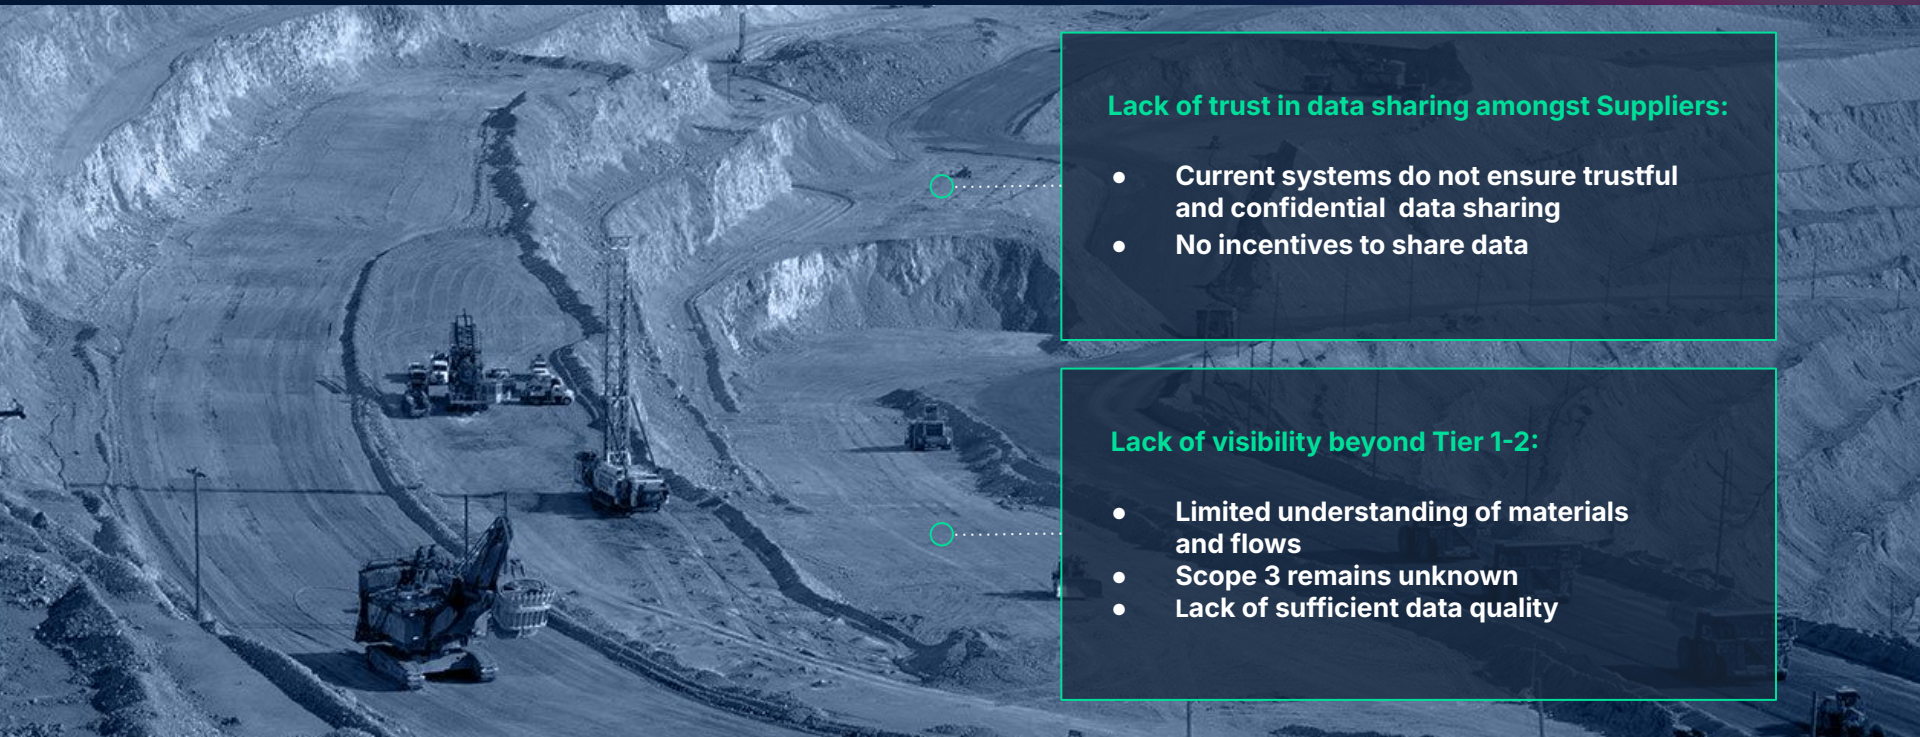 Lack of trust in data sharing amongst Suppliers:
● Current systems do not ensure trustful
and confidential  data sharing
● No incentives to share data
Lack of visibility beyond Tier 1-2:
● Limited understanding of materials
and flows
● Scope 3 remains unknown
● Lack of sufficient data quality